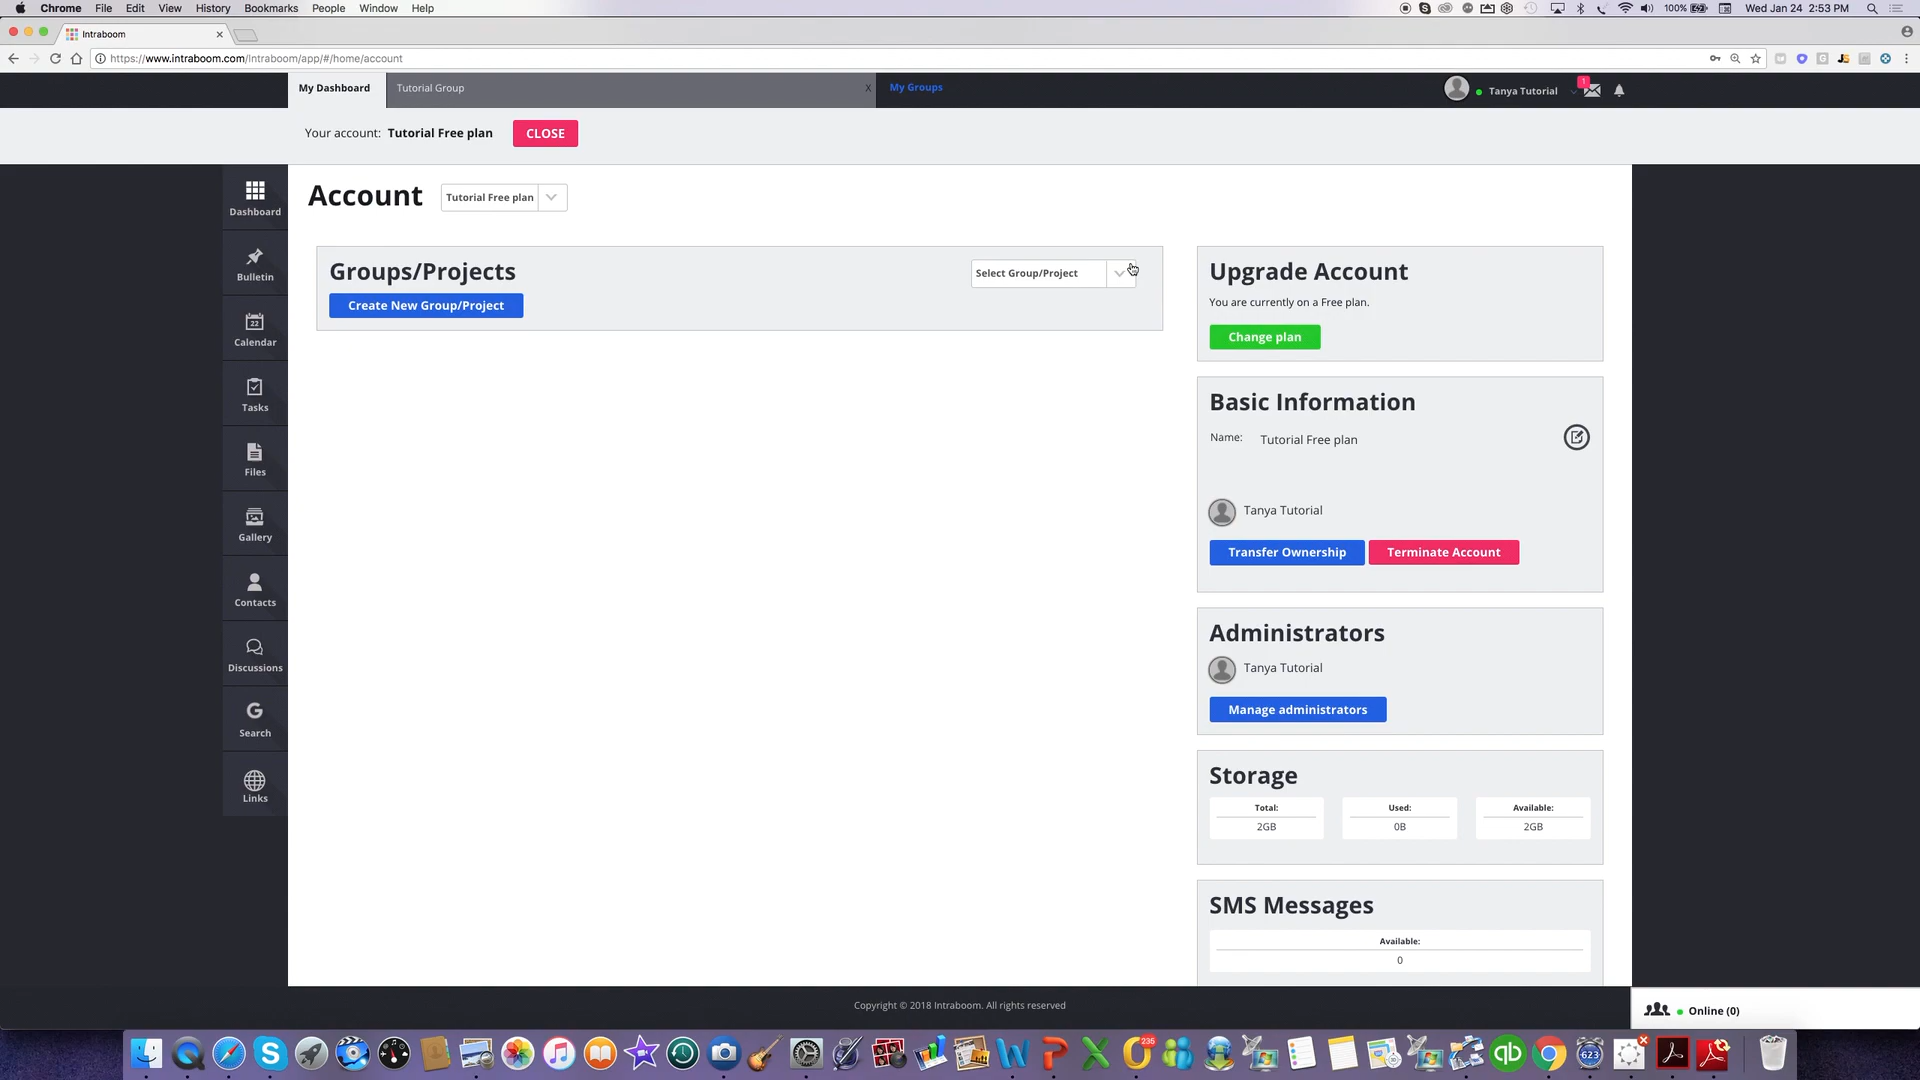 Chrome File Edit View History Bookmarks People Window Help
100% Wed Jan 24 2:53 PM
Intraboom
https://www.intraboom.com/Intraboom/app/#/home/account
My Dashboard
Tutorial Group X
My Groups
Tanya Tutorial
1
Your account: Tutorial Free plan CLOSE
Dashboard
Bulletin
22
Calendar
Tasks
Files
Gallery
Contacts
Discussions
G
Search
Links
Account Tutorial Free plan
Groups/Projects
Select Group/Project
Create New Group/Project
Upgrade Account
You are currently on a Free plan.
Change plan
Basic Information
Name: Tutorial Free plan
Tanya Tutorial
Transfer Ownership Terminate Account
Administrators
Tanya Tutorial
Manage administrators
Storage
Total: Used: Available:
2GB 0B 2GB
SMS Messages
Available:
0
Copyright © 2018 Intraboom. All rights reserved
Online (0)
236
623